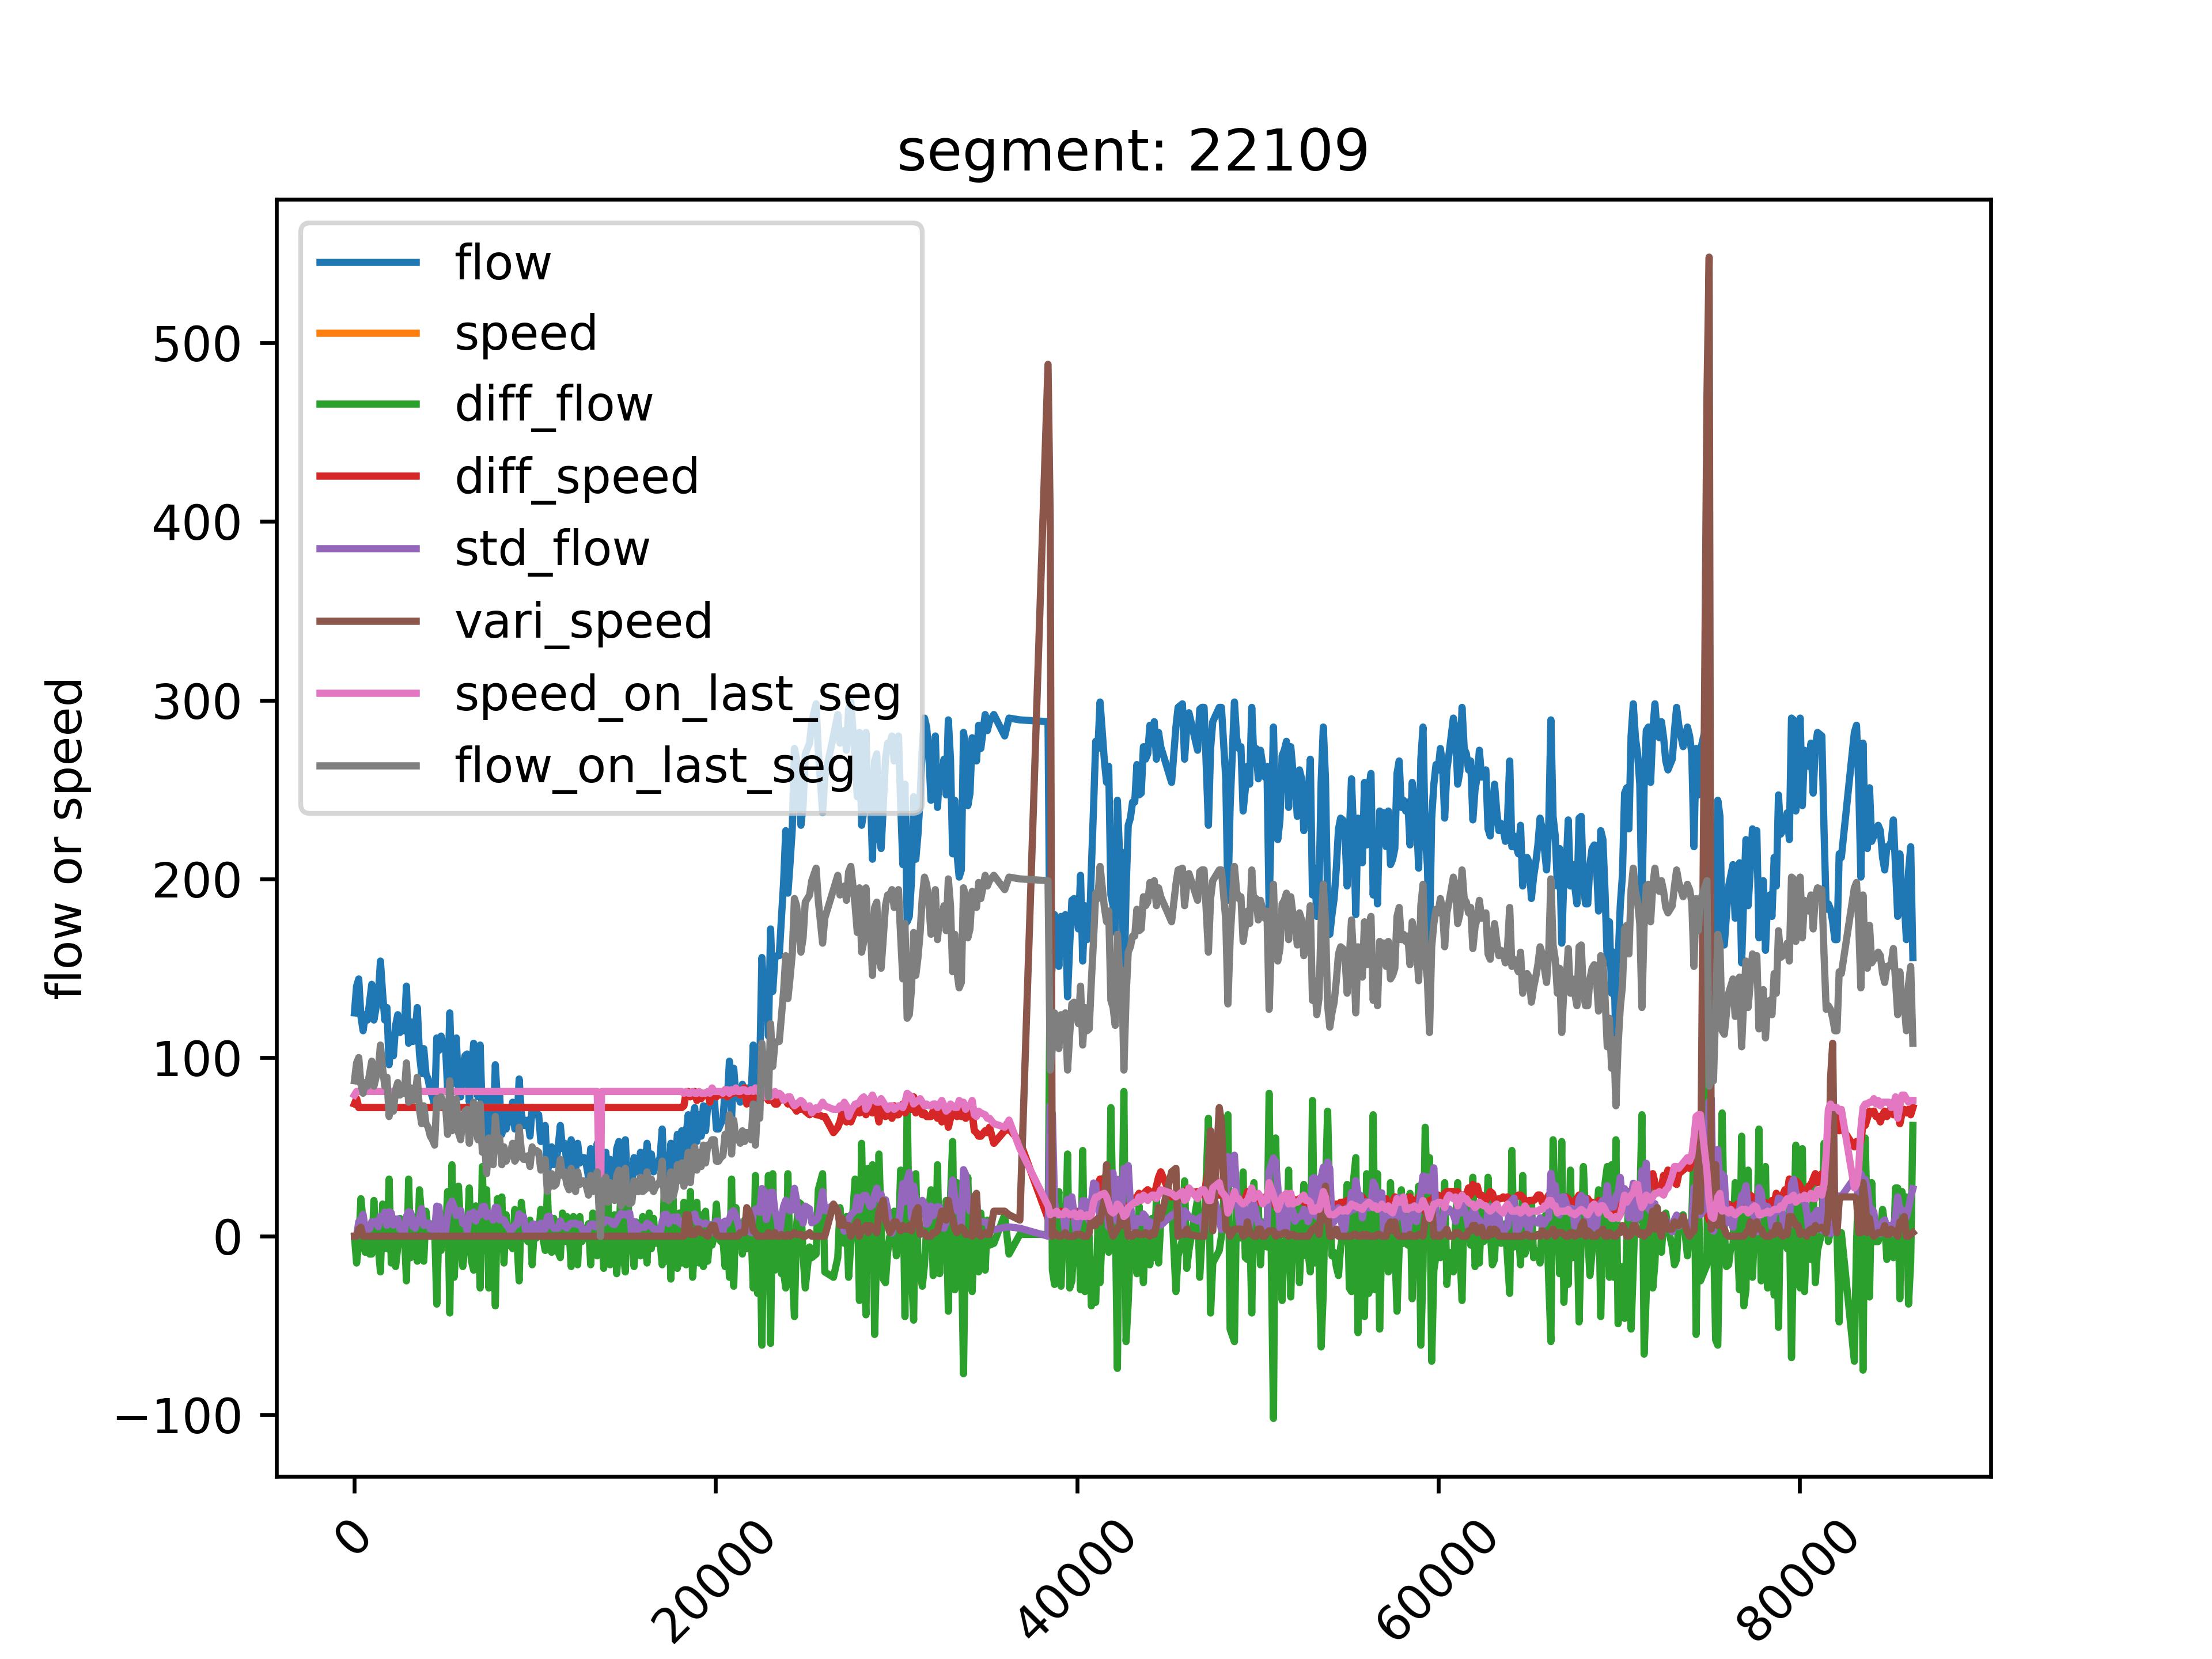 segment: 22109
flow
speed
diff_flow
diff_speed
std_flow
vari_speed
speed_on_last_seg
flow_on_last_seg
flow or speed
500
400
300
200
100
0
−100
0
20000
40000
60000
80000